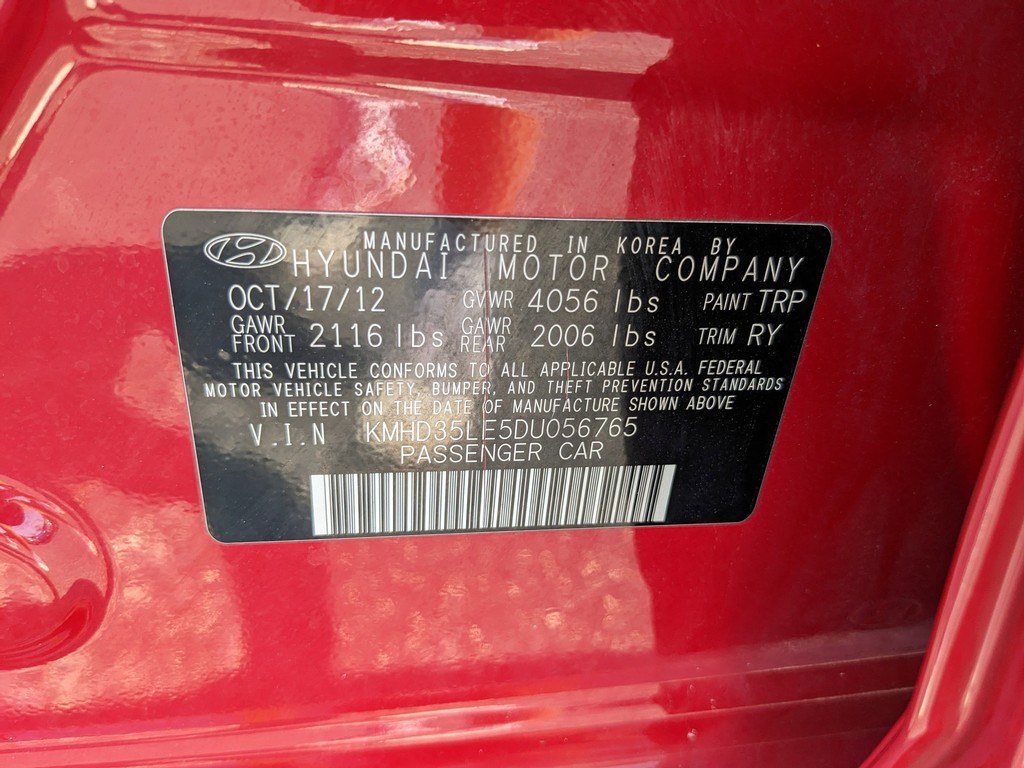 MANUFACTURED IN KOREA BY
HYUNDAI MOTOR COMPANY
OCT/17/12 GVWR 4056 lbs PAINT TRP
GAWR FRONT 2116 lbs GAWR REAR 2006 lbs TRIM RY
THIS VEHICLE CONFORMS TO ALL APPLICABLE U.S.A. FEDERAL
MOTOR VEHICLE SAFETY, BUMPER, AND THEFT PREVENTION STANDARDS
IN EFFECT ON THE DATE OF MANUFACTURE SHOWN ABOVE
V.I.N KMHD35LE5DU056765
PASSENGER CAR